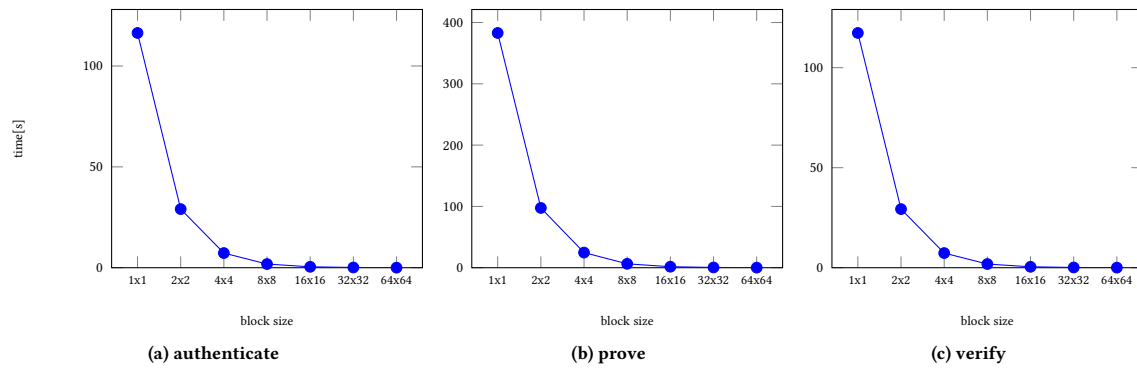 time[s]
100
50
0
1x1 2x2 4x4 8x8 16x16 32x32 64x64
block size
(a) authenticate
400
300
200
100
0
1x1 2x2 4x4 8x8 16x16 32x32 64x64
block size
(b) prove
100
50
0
1x1 2x2 4x4 8x8 16x16 32x32 64x64
block size
(c) verify